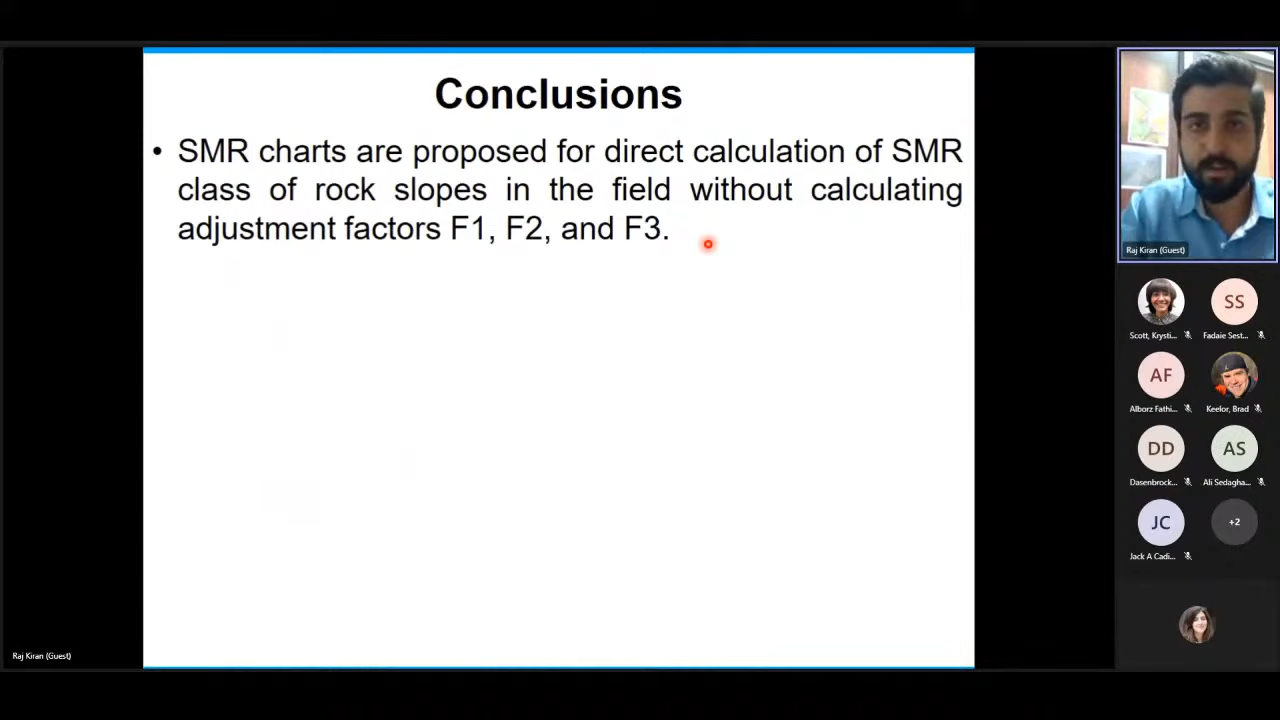 Conclusions
• SMR charts are proposed for direct calculation of SMR
class of rock slopes in the field without calculating
adjustment factors F1, F2, and F3.
Raj Kiran (Guest)
Scott, Krysti...
SS
Fadaie Sest...
AF
Alborz Fathi...
Keelor, Brad
DD
Dasenbrock...
AS
Ali Sedagha...
JC
Jack A Cadi...
+2
Raj Kiran (Guest)